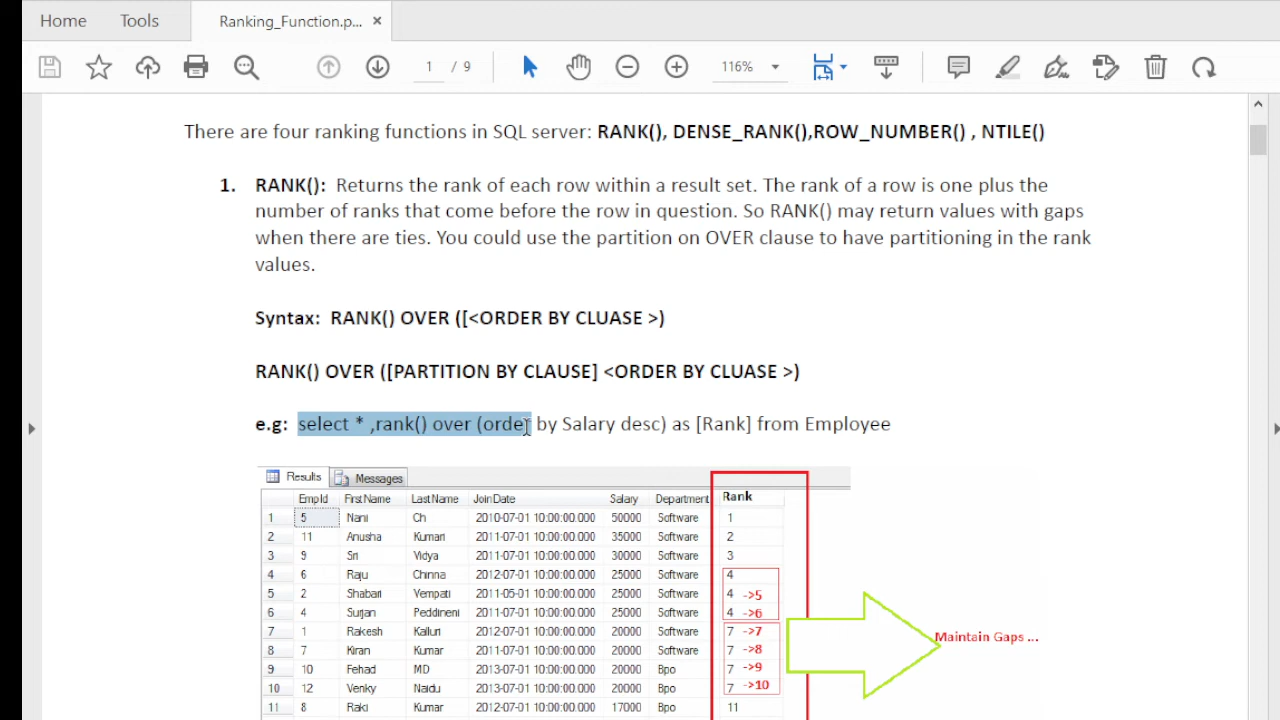 Home Tools Ranking_Function.p... ×
1 / 9 116%
There are four ranking functions in SQL server: RANK(), DENSE_RANK(),ROW_NUMBER() , NTILE()
1. RANK(): Returns the rank of each row within a result set. The rank of a row is one plus the
number of ranks that come before the row in question. So RANK() may return values with gaps
when there are ties. You could use the partition on OVER clause to have partitioning in the rank
values.
Syntax: RANK() OVER ([<ORDER BY CLUASE >)
RANK() OVER ([PARTITION BY CLAUSE] <ORDER BY CLUASE >)
e.g: select * ,rank() over (order by Salary desc) as [Rank] from Employee
Results Messages
EmpId FirstName LastName JoinDate Salary Department Rank
1 5 Nani Ch 2010-07-01 10:00:00.000 50000 Software 1
2 11 Anusha Kumari 2011-07-01 10:00:00.000 35000 Software 2
3 9 Sri Vidya 2011-07-01 10:00:00.000 30000 Software 3
4 6 Raju Chinna 2012-07-01 10:00:00.000 25000 Software 4
5 2 Shabari Vempati 2011-05-01 10:00:00.000 25000 Software 4 ->5
6 4 Surjan Peddineni 2011-07-01 10:00:00.000 25000 Software 4 ->6
7 1 Rakesh Kalluri 2012-07-01 10:00:00.000 20000 Software 7 ->7
8 7 Kiran Kumar 2011-07-01 10:00:00.000 20000 Software 7 ->8
9 10 Fehad MD 2013-07-01 10:00:00.000 20000 Bpo 7 ->9
10 12 Venky Naidu 2013-07-01 10:00:00.000 20000 Bpo 7 ->10
11 8 Raki Kumar 2012-07-01 10:00:00.000 17000 Bpo 11
Maintain Gaps ...